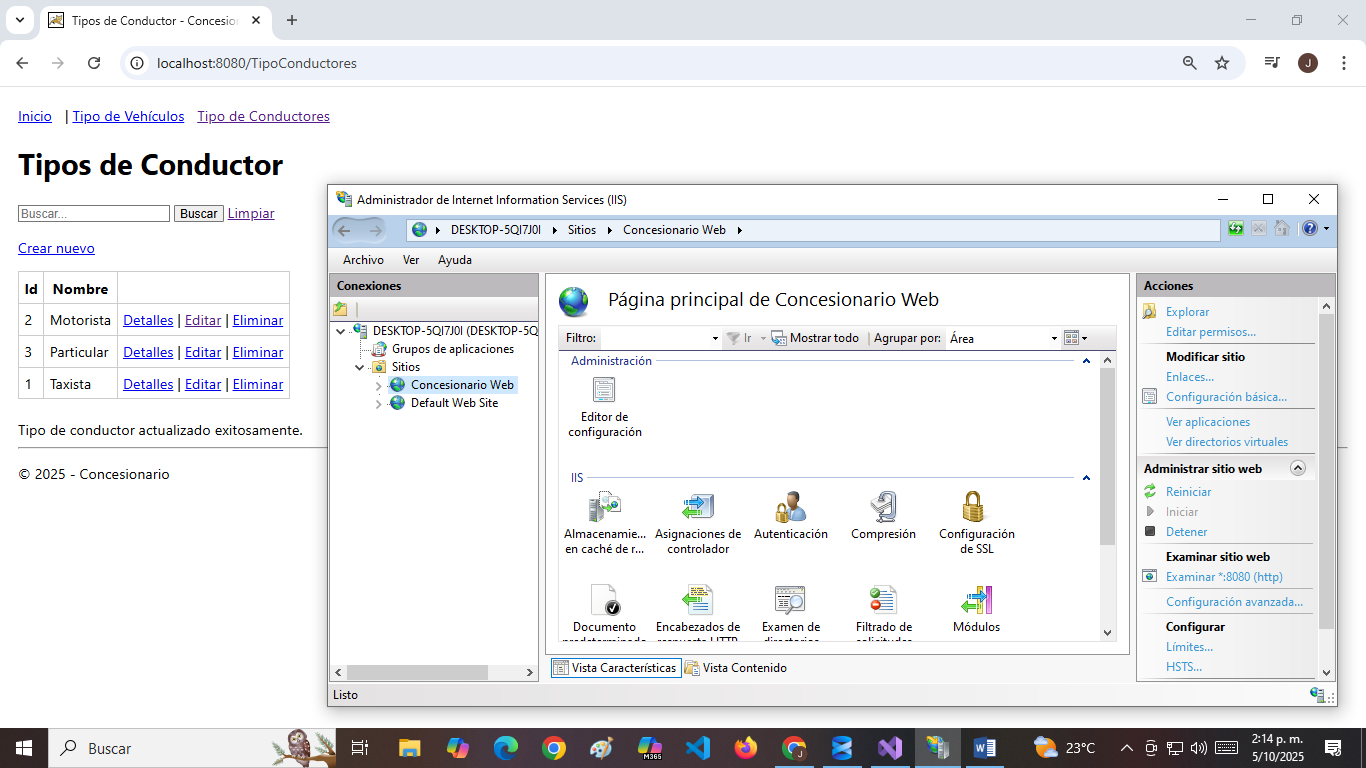 Tipos de Conductor - Concesio
localhost:8080/TipoConductores
J
Inicio | Tipo de Vehículos Tipo de Conductores
Tipos de Conductor
Buscar... Buscar Limpiar
Crear nuevo
Id Nombre
2 Motorista Detalles | Editar | Eliminar
3 Particular Detalles | Editar | Eliminar
1 Taxista Detalles | Editar | Eliminar
Tipo de conductor actualizado exitosamente.
© 2025 - Concesionario
Administrador de Internet Information Services (IIS)
DESKTOP-5QI7J0I Sitios Concesionario Web
Archivo Ver Ayuda
Conexiones
DESKTOP-5QI7J0I (DESKTOP-5Q
Grupos de aplicaciones
Sitios
Concesionario Web
Default Web Site
Página principal de Concesionario Web
Filtro: Ir Mostrar todo Agrupar por: Área
Administración
Editor de
configuración
IIS
Almacenamie...
en caché de r...
Asignaciones de
controlador
Autenticación
Compresión
Configuración
de SSL
Documento
predeterminado
Encabezados de
respuesta HTTP
Examen de
directorios
Filtrado de
solicitudes
Módulos
Vista Características Vista Contenido
Acciones
Explorar
Editar permisos...
Modificar sitio
Enlaces...
Configuración básica...
Ver aplicaciones
Ver directorios virtuales
Administrar sitio web
Reiniciar
Iniciar
Detener
Examinar sitio web
Examinar *:8080 (http)
Configuración avanzada...
Configurar
Límites...
HSTS...
Listo
Buscar
M365
J
W
23°C
2:14 p. m.
5/10/2025